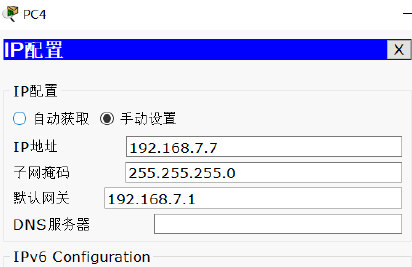 PC4
IP配置 X
IP配置
自动获取 手动设置
IP地址 192.168.7.7
子网掩码 255.255.255.0
默认网关 192.168.7.1
DNS服务器
IPv6 Configuration